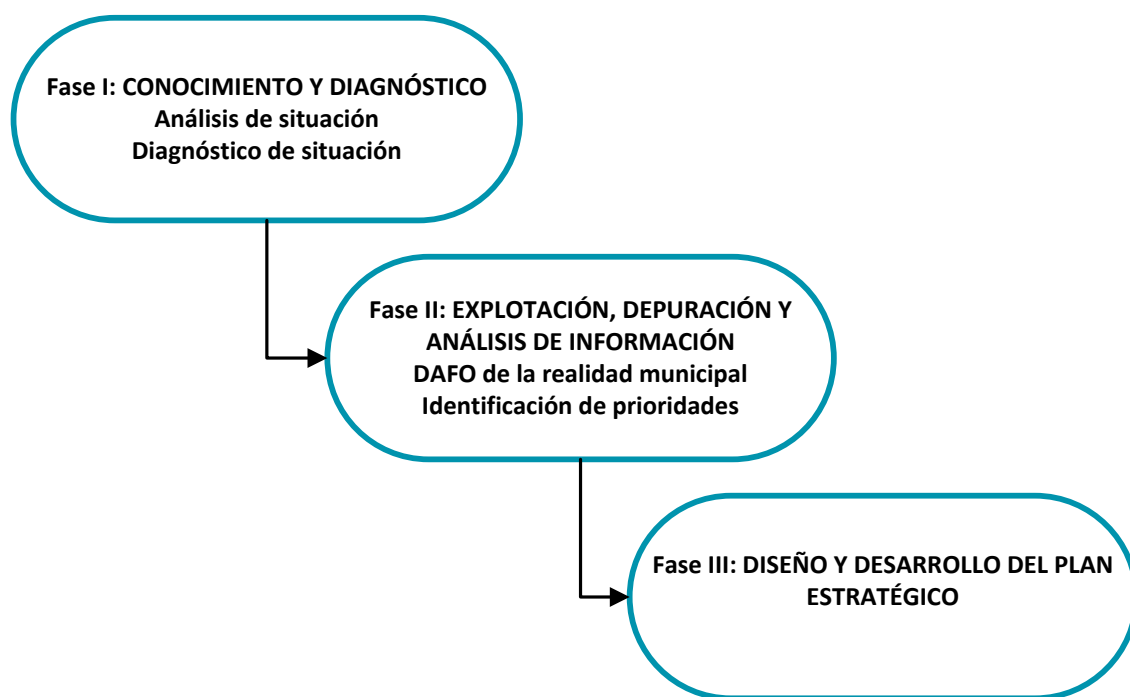 Fase I: CONOCIMIENTO Y DIAGNÓSTICO
Análisis de situación
Diagnóstico de situación
Fase II: EXPLOTACIÓN, DEPURACIÓN Y
ANÁLISIS DE INFORMACIÓN
DAFO de la realidad municipal
Identificación de prioridades
Fase III: DISEÑO Y DESARROLLO DEL PLAN
ESTRATÉGICO